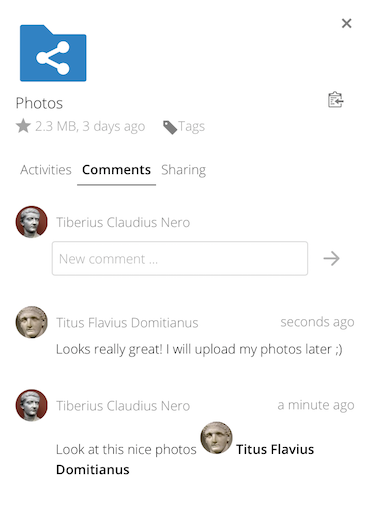 Photos
2.3 MB, 3 days ago Tags
Activities Comments Sharing
Tiberius Claudius Nero
New comment ...
Titus Flavius Domitianus seconds ago
Looks really great! I will upload my photos later ;)
Tiberius Claudius Nero a minute ago
Look at this nice photos Titus Flavius
Domitianus